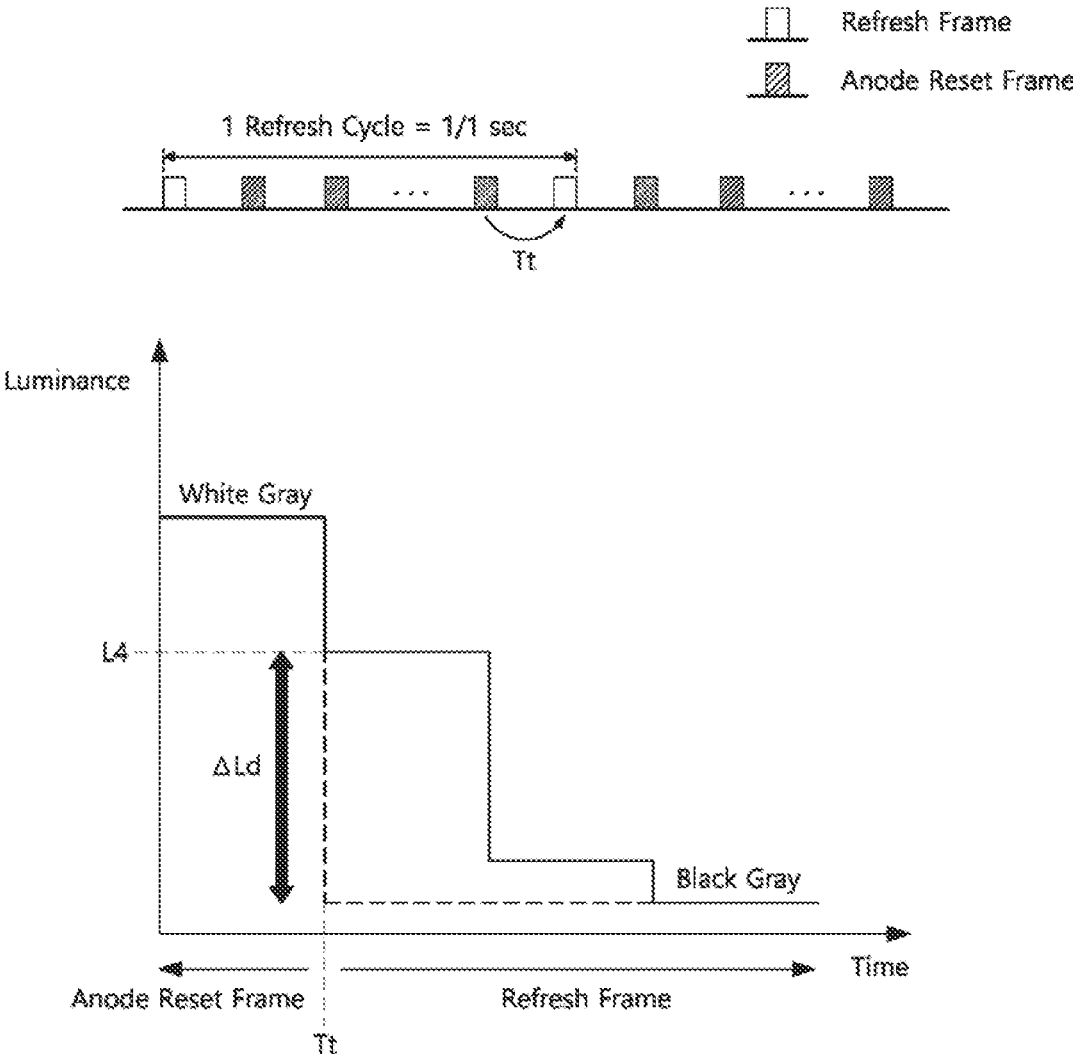 Refresh Frame
Anode Reset Frame
1 Refresh Cycle = 1/1 sec
...
...
Tt
Luminance
White Gray
L4
ΔLd
Black Gray
Time
Anode Reset Frame
Refresh Frame
Tt